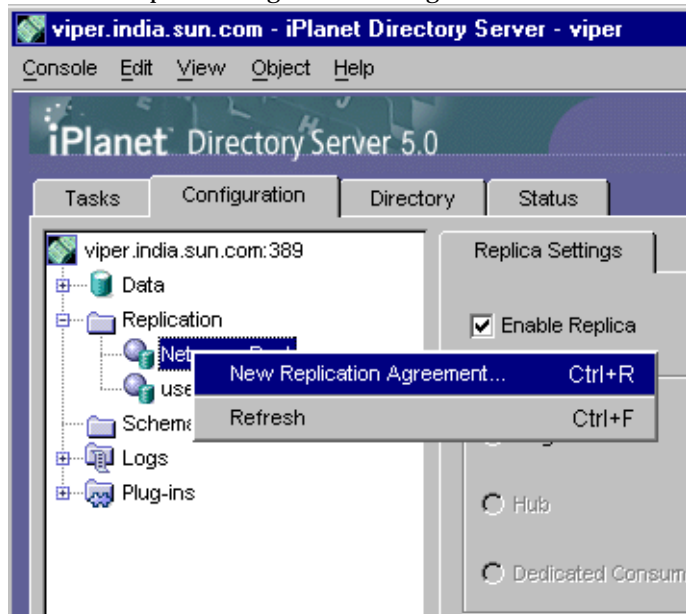 viper.india.sun.com - iPlanet Directory Server - viper
Console Edit View Object Help
iPlanet Directory Server 5.0
Tasks Configuration Directory Status
viper.india.sun.com:389
Replica Settings
Data
Replication
Enable Replica
New Replication Agreement... Ctrl+R
Refresh Ctrl+F
Logs
Plug-ins
Hub
Dedicated